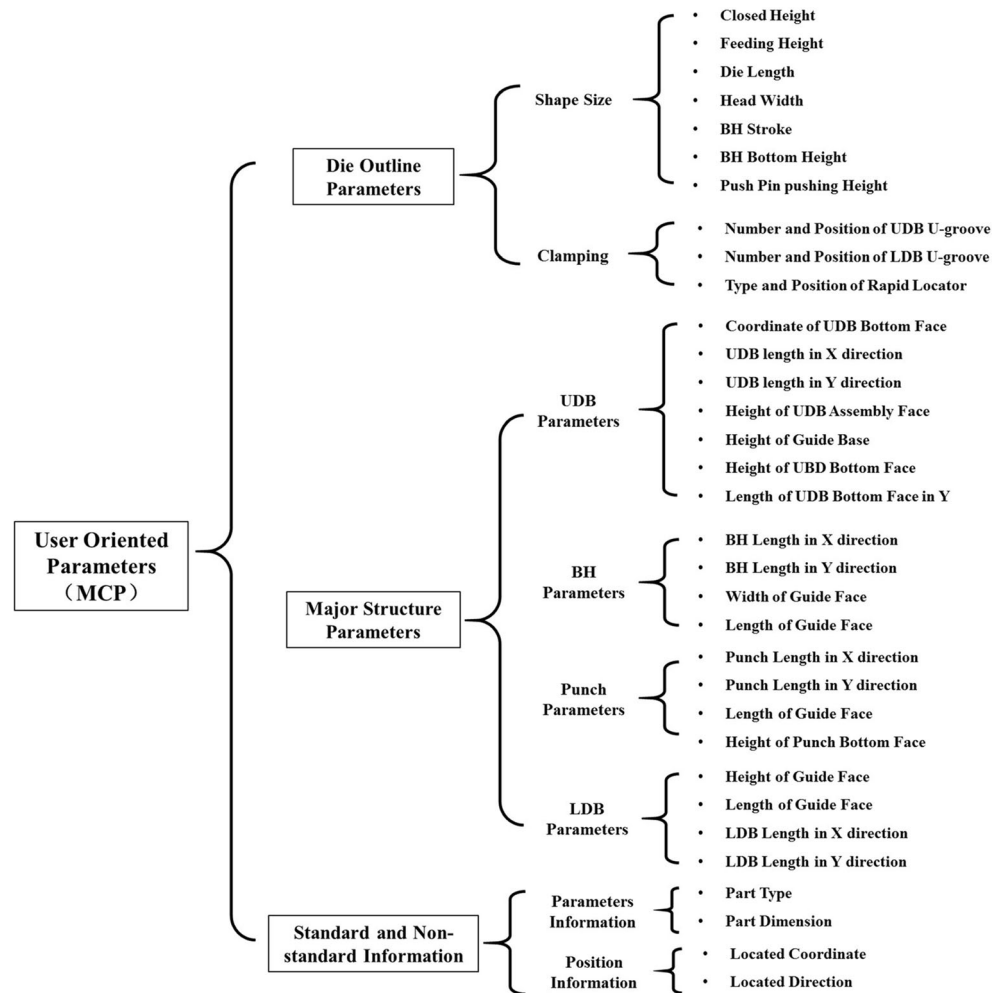 User Oriented
Parameters
（MCP）
Die Outline
Parameters
Shape Size
• Closed Height
• Feeding Height
• Die Length
• Head Width
• BH Stroke
• BH Bottom Height
• Push Pin pushing Height
Clamping
• Number and Position of UDB U-groove
• Number and Position of LDB U-groove
• Type and Position of Rapid Locator
Major Structure
Parameters
UDB
Parameters
• Coordinate of UDB Bottom Face
• UDB length in X direction
• UDB length in Y direction
• Height of UDB Assembly Face
• Height of Guide Base
• Height of UBD Bottom Face
• Length of UDB Bottom Face in Y
BH
Parameters
• BH Length in X direction
• BH Length in Y direction
• Width of Guide Face
• Length of Guide Face
Punch
Parameters
• Punch Length in X direction
• Punch Length in Y direction
• Length of Guide Face
• Height of Punch Bottom Face
LDB
Parameters
• Height of Guide Face
• Length of Guide Face
• LDB Length in X direction
• LDB Length in Y direction
Standard and Non-
standard Information
Parameters
Information
• Part Type
• Part Dimension
Position
Information
• Located Coordinate
• Located Direction